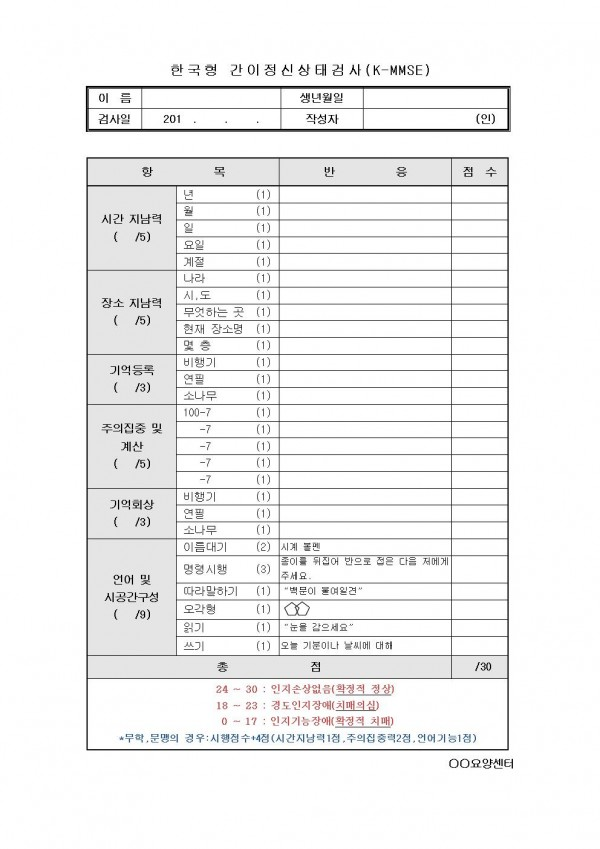 한국형 간이정신상태검사(K-MMSE)
이 름 생년월일
검사일 201 . . . 작성자 (인)
항 목 반 응 점 수
시간 지남력
( /5)
년 (1)
월 (1)
일 (1)
요일 (1)
계절 (1)
장소 지남력
( /5)
나라 (1)
시,도 (1)
무엇하는 곳 (1)
현재 장소명 (1)
몇 층 (1)
기억등록
( /3)
비행기 (1)
연필 (1)
소나무 (1)
주의집중 및
계산
( /5)
100-7 (1)
-7 (1)
-7 (1)
-7 (1)
-7 (1)
기억회상
( /3)
비행기 (1)
연필 (1)
소나무 (1)
언어 및
시공간구성
( /9)
이름대기 (2) 시계 볼멘
명령시행 (3) 종이를 뒤집어 반으로 접은 다음 저에게
주세요.
따라말하기 (1) "백문이 불여일견"
오각형 (1)
읽기 (1) "눈을 감으세요"
쓰기 (1) 오늘 기분이나 날씨에 대해
총 점 /30
24 ~ 30 : 인지손상없음(확정적 정상)
18 ~ 23 : 경도인지장애(치매의심)
0 ~ 17 : 인지기능장애(확정적 치매)
*무학,문맹의 경우:시행점수+4점(시간지남력1점,주의집중력2점,언어기능1점)
○○요양센터